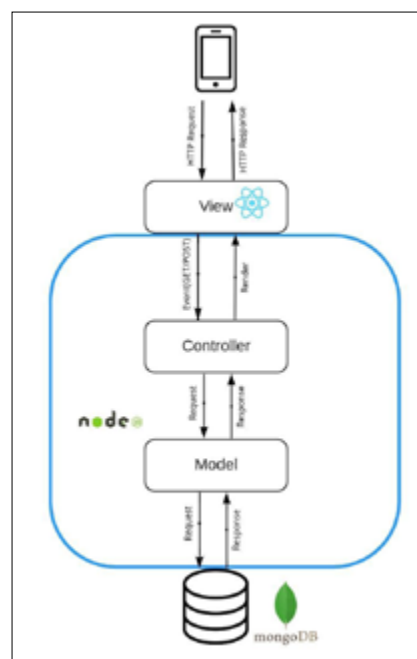 HTTP Request
HTTP Response
View
Event(GET/POST)
Render
Controller
Request
Response
node
Model
Request
Response
mongoDB